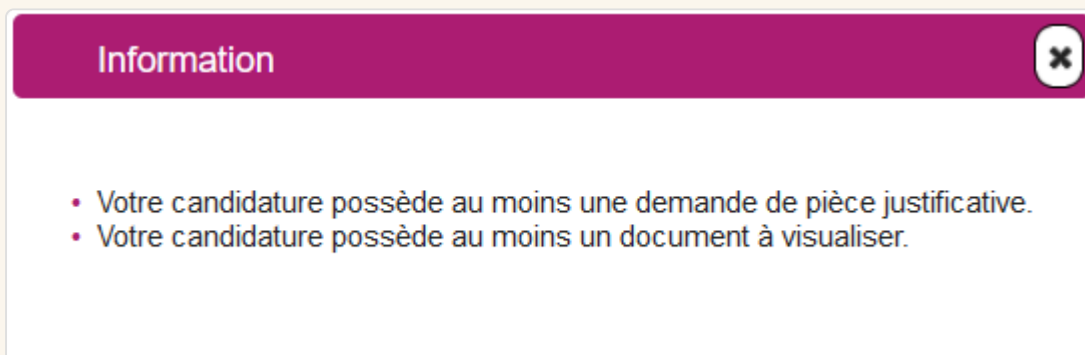 Information
• Votre candidature possède au moins une demande de pièce justificative.
• Votre candidature possède au moins un document à visualiser.